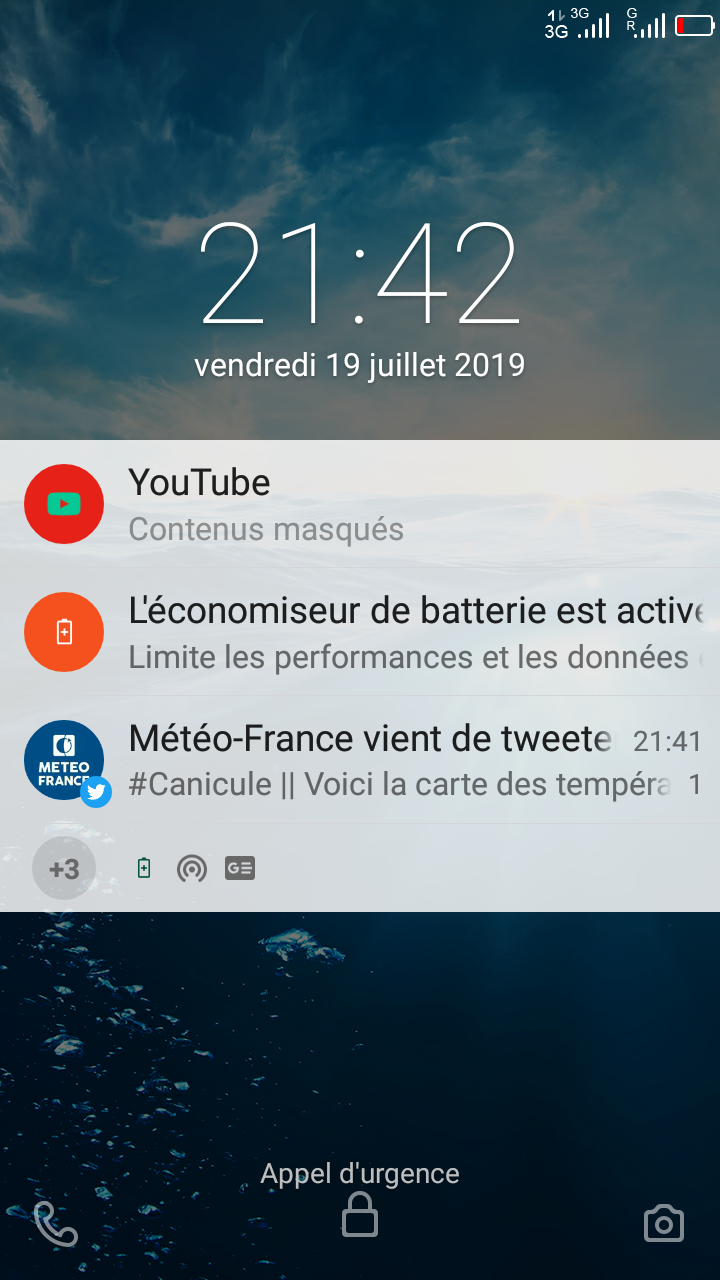 3G
3G
G
R
21:42
vendredi 19 juillet 2019
YouTube
Contenus masqués
L'économiseur de batterie est activé
Limite les performances et les données
Météo-France vient de tweete 21:41
METEO
FRANCE
#Canicule || Voici la carte des tempéra 1
+3
GE
Appel d'urgence